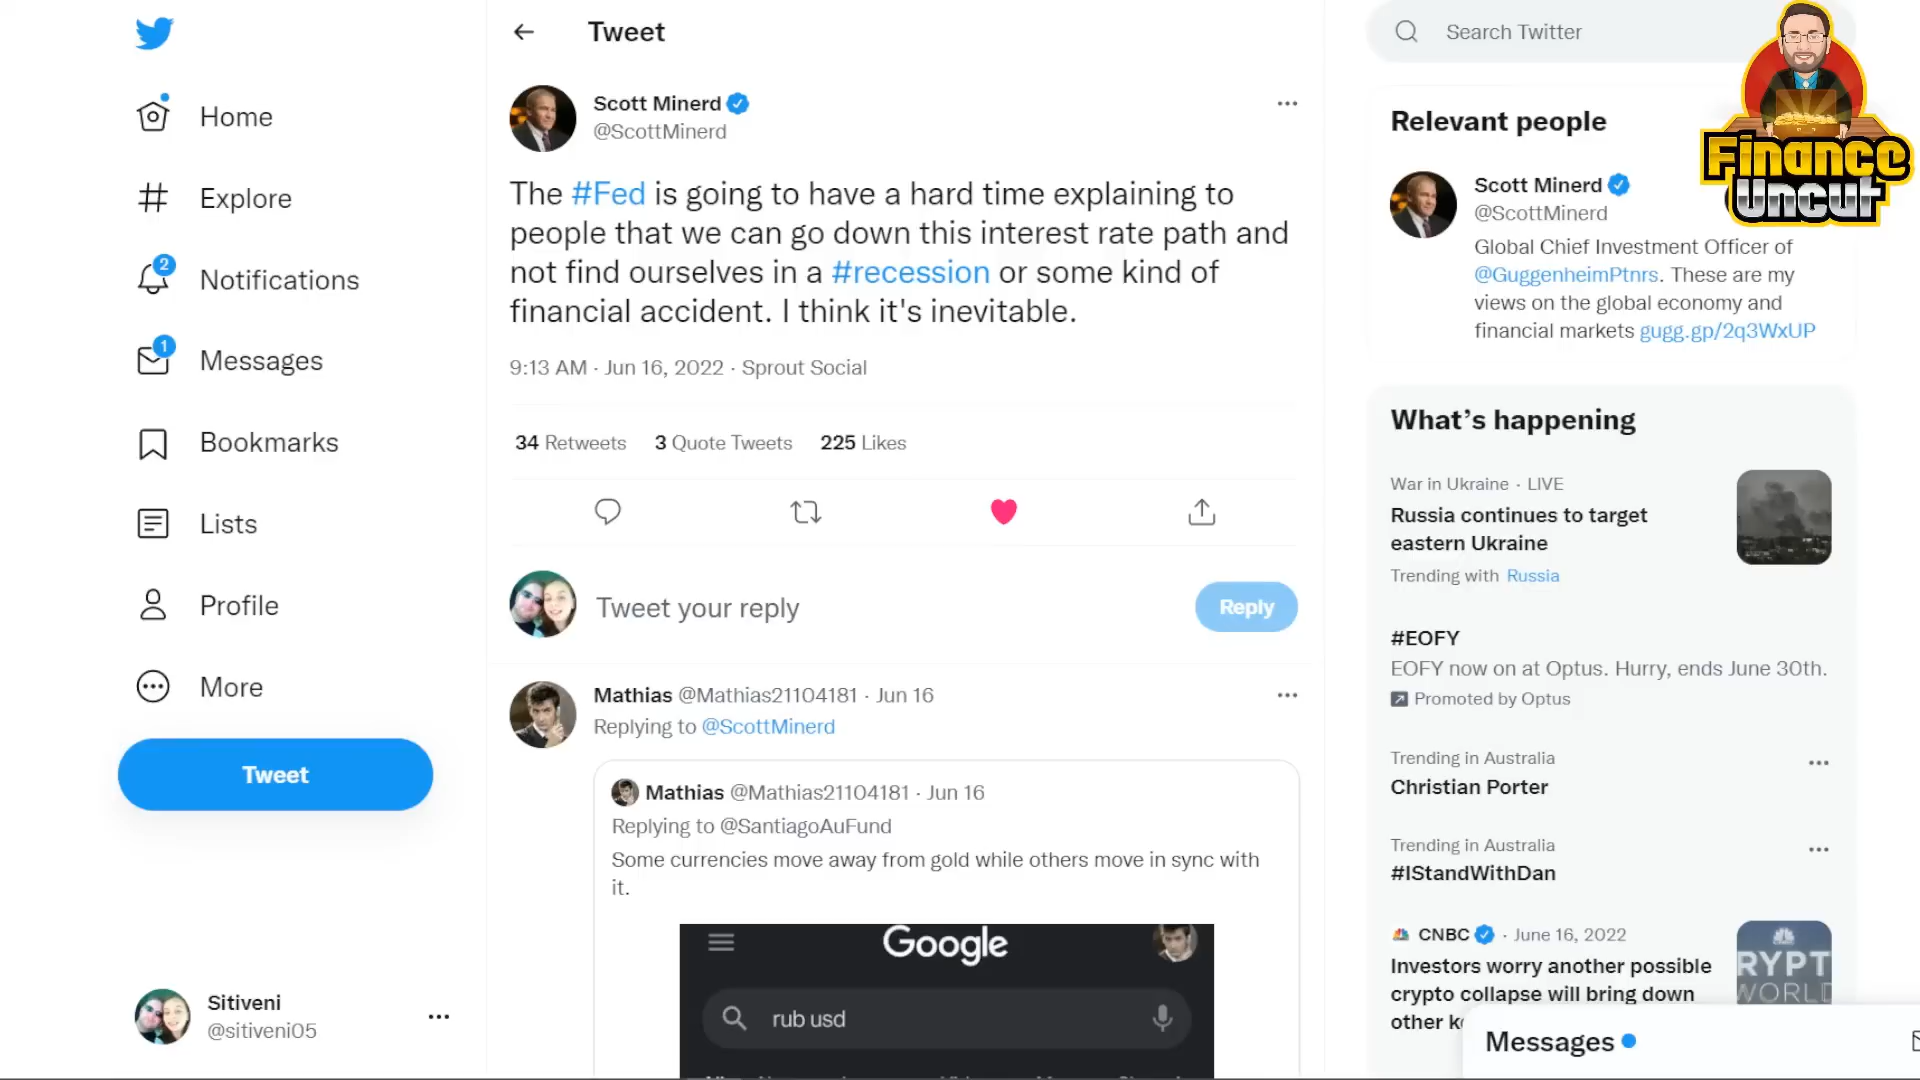 Home
Explore
2
Notifications
1
Messages
Bookmarks
Lists
Profile
More
Tweet
Sitiveni
@sitiveni05
Tweet
Scott Minerd
@ScottMinerd
The #Fed is going to have a hard time explaining to
people that we can go down this interest rate path and
not find ourselves in a #recession or some kind of
financial accident. I think it's inevitable.
9:13 AM · Jun 16, 2022 · Sprout Social
34 Retweets 3 Quote Tweets 225 Likes
Tweet your reply
Reply
Mathias @Mathias21104181 · Jun 16
Replying to @ScottMinerd
Mathias @Mathias21104181 · Jun 16
Replying to @SantiagoAuFund
Some currencies move away from gold while others move in sync with
it.
Google
rub usd
Search Twitter
Finance
Uncut
Relevant people
Scott Minerd
@ScottMinerd
Global Chief Investment Officer of
@GuggenheimPtnrs. These are my
views on the global economy and
financial markets gugg.gp/2q3WxUP
What's happening
War in Ukraine · LIVE
Russia continues to target
eastern Ukraine
Trending with Russia
#EOFY
EOFY now on at Optus. Hurry, ends June 30th.
Promoted by Optus
Trending in Australia
Christian Porter
Trending in Australia
#IStandWithDan
CNBC · June 16, 2022
Investors worry another possible
crypto collapse will bring down
other
RYPT
WORLD
Messages